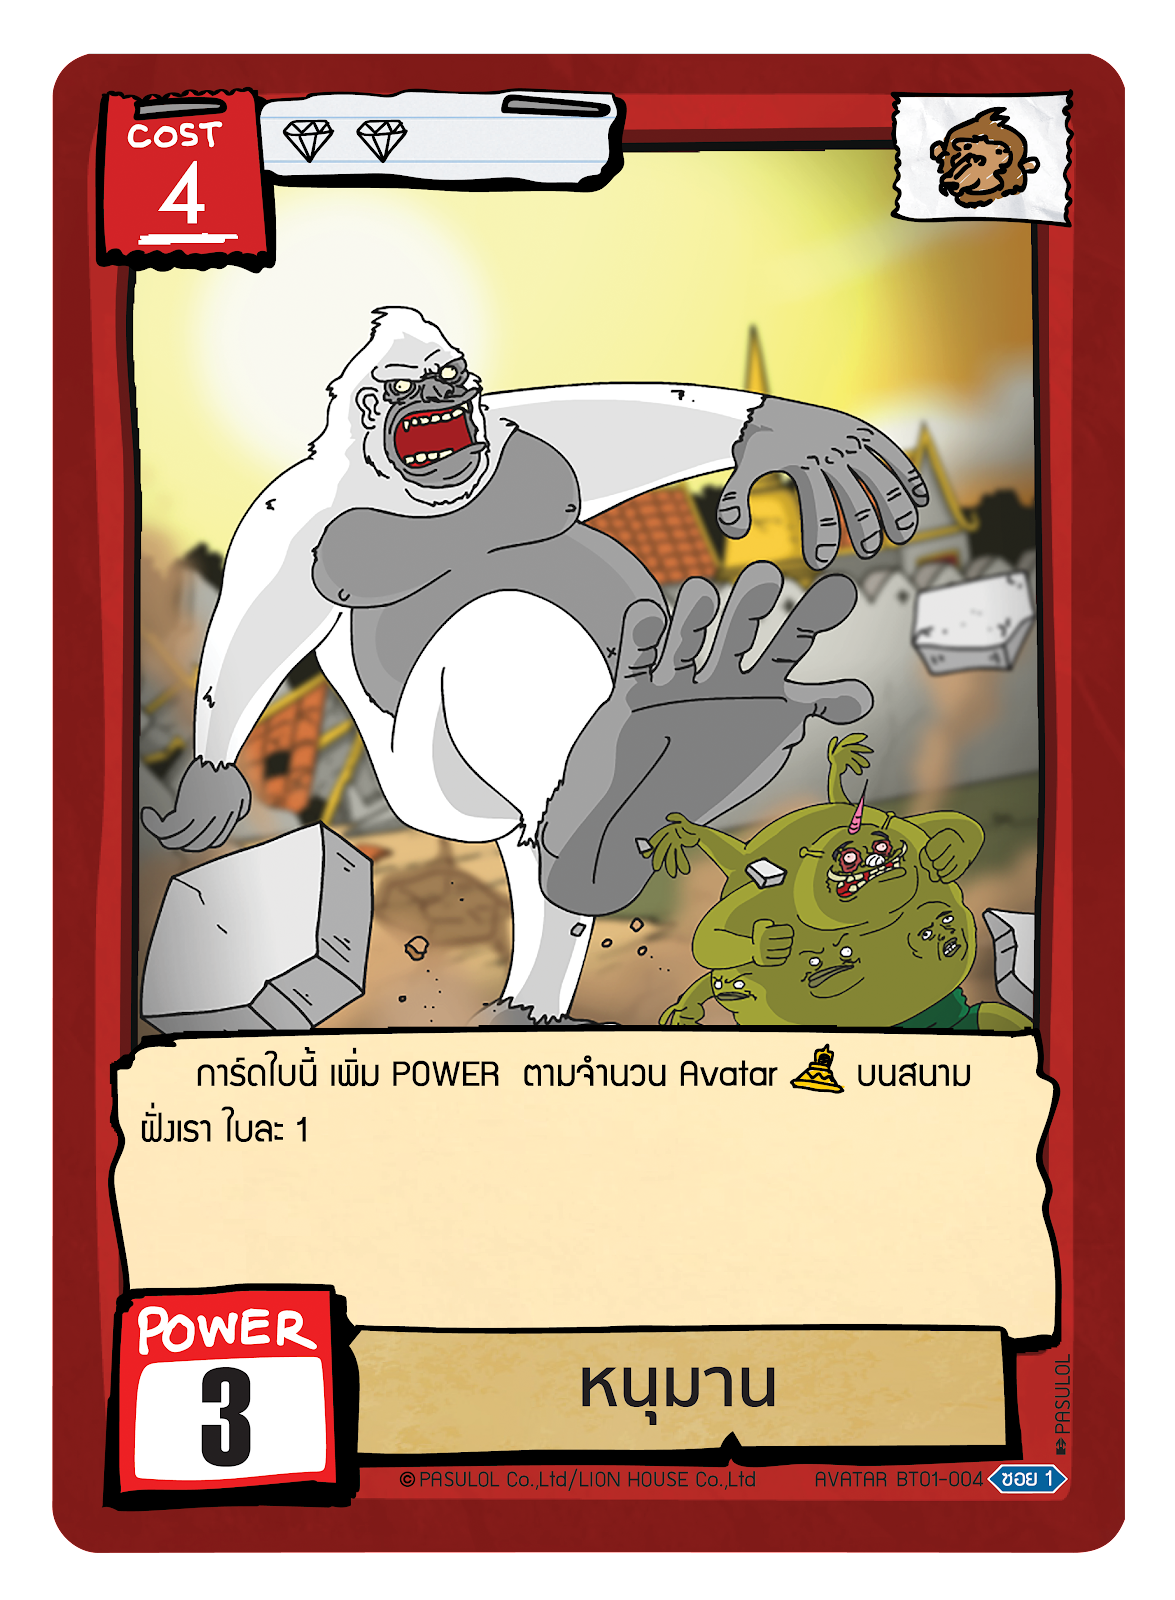 COST
4
การ์ดใบนี้ เพิ่ม POWER ตามจำนวน Avatar บนสนาม
ฝั่งเรา ใบละ 1
POWER
3
หนุมาน
PASULOL
© PASULOL Co.,Ltd/LION HOUSE Co.,Ltd
AVATAR BT01-004
ซอย 1